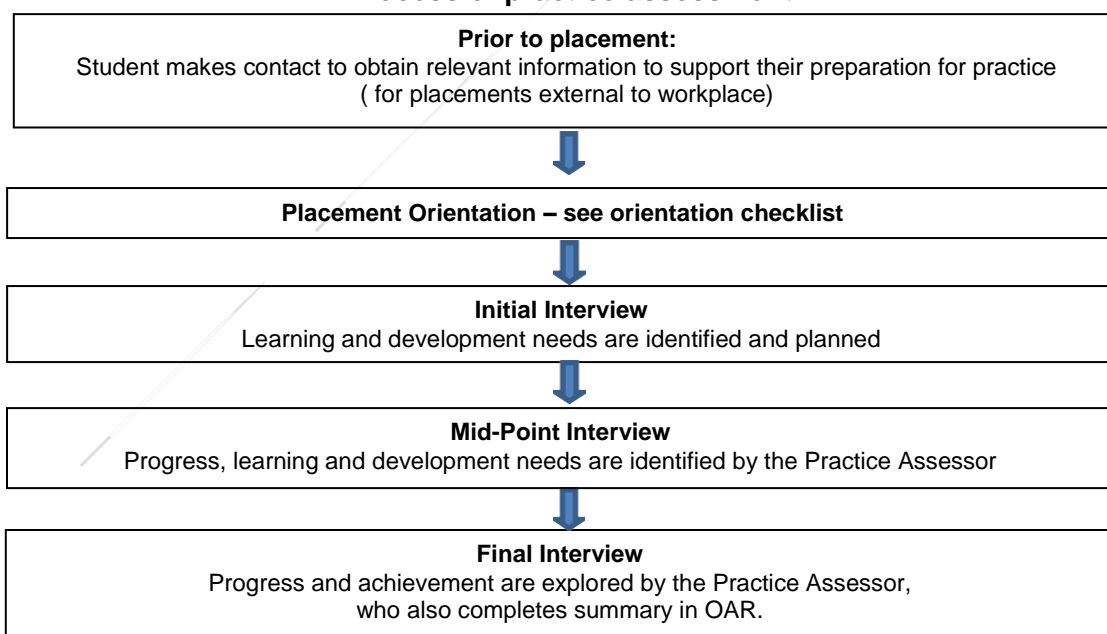 Prior to placement:
Student makes contact to obtain relevant information to support their preparation for practice
( for placements external to workplace)
Placement Orientation – see orientation checklist
Initial Interview
Learning and development needs are identified and planned
Mid-Point Interview
Progress, learning and development needs are identified by the Practice Assessor
Final Interview
Progress and achievement are explored by the Practice Assessor,
who also completes summary in OAR.